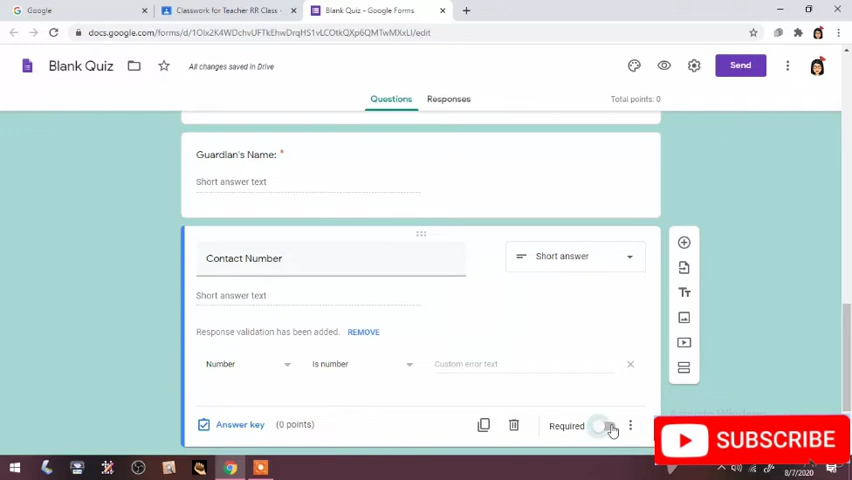 Google
Classwork for Teacher RR Class -
Blank Quiz - Google Forms
docs.google.com/forms/d/1Olx2K4WDchvUFTkEhwDrqHS7vLCOtkQXp6QMTwMXxLI/edit
Blank Quiz
All changes saved in Drive
Send
Questions
Responses
Total points: 0
Guardian's Name: *
Short answer text
Contact Number
Short answer
Short answer text
Response validation has been added. REMOVE
Number
Is number
Custom error text
Answer key (0 points)
Required
SUBSCRIBE
8/7/2020